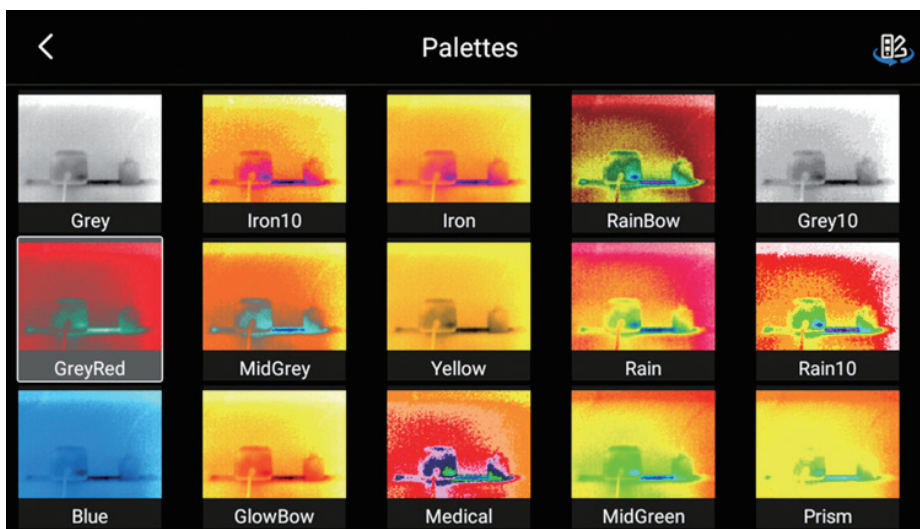 Palettes
Grey
Iron10
Iron
RainBow
Grey10
GreyRed
MidGrey
Yellow
Rain
Rain10
Blue
GlowBow
Medical
MidGreen
Prism